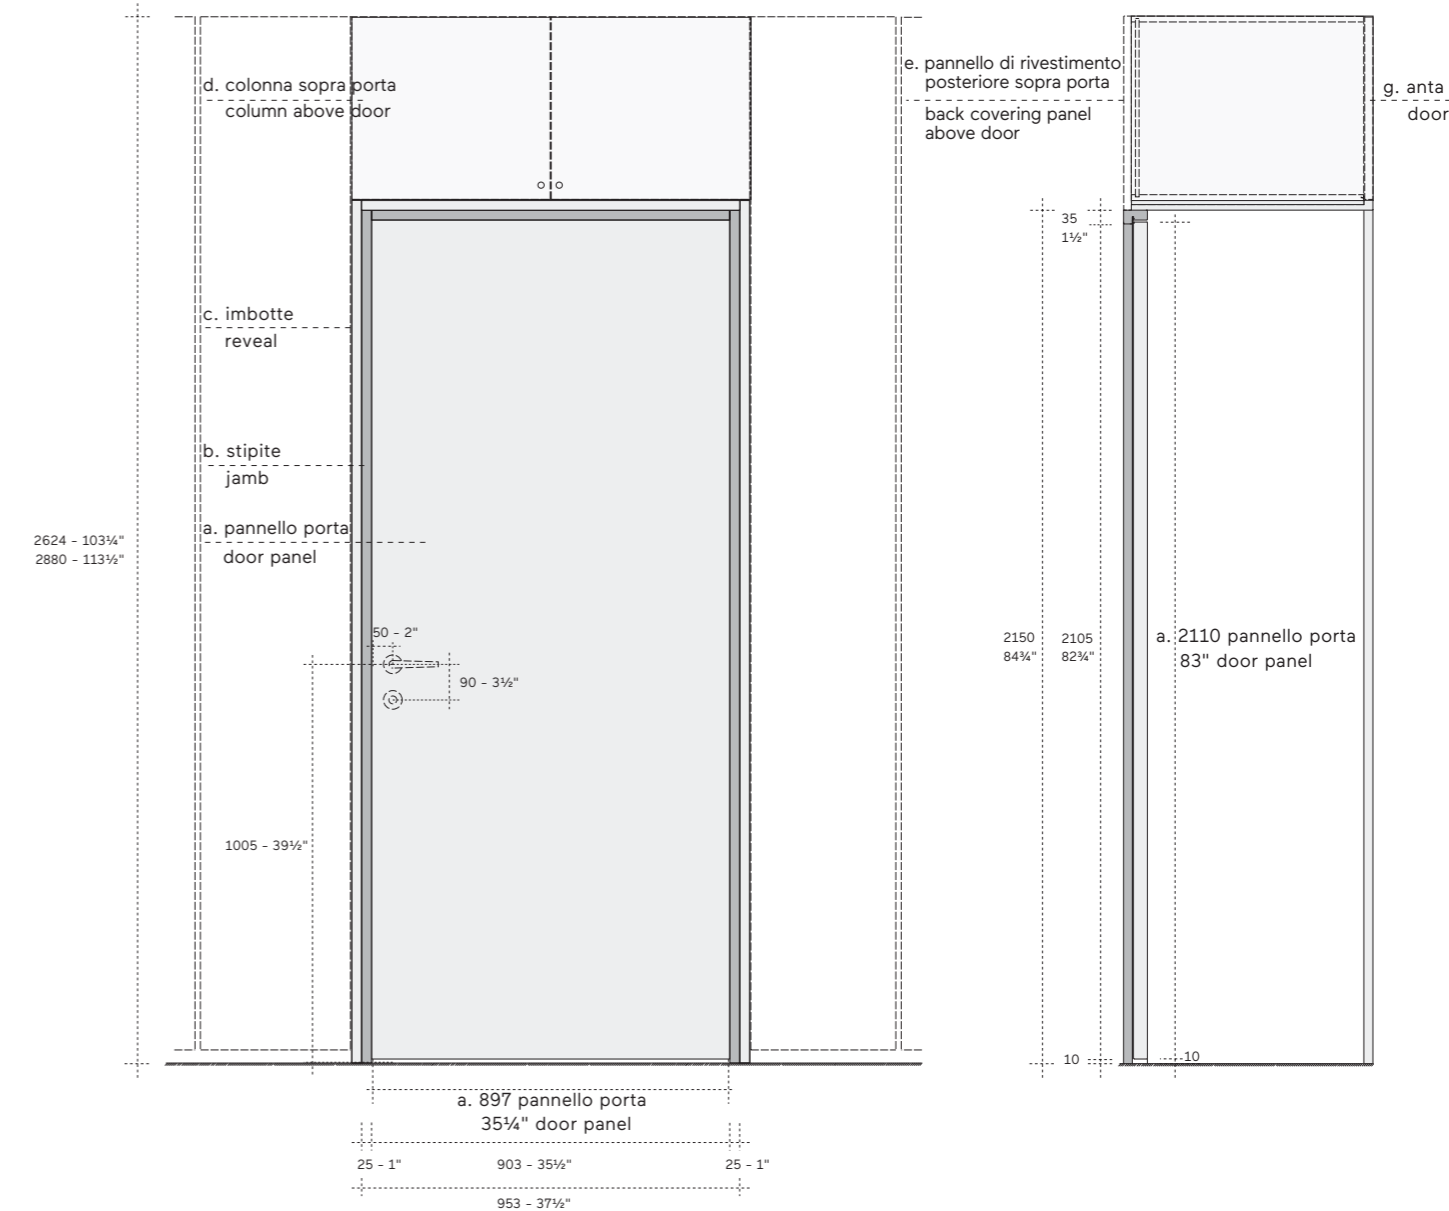 d. colonna sopra porta
column above door
e. pannello di rivestimento
posteriore sopra porta
back covering panel
above door
g. anta
door
35
1½"
c. imbotte
reveal
b. stipite
jamb
a. pannello porta
door panel
2624 - 103¼"
2880 - 113½"
50 - 2"
90 - 3½"
1005 - 39½"
2150
84¾"
2105
82¾"
a. 2110 pannello porta
83" door panel
10
10
a. 897 pannello porta
35¼" door panel
25 - 1"
903 - 35½"
25 - 1"
953 - 37½"